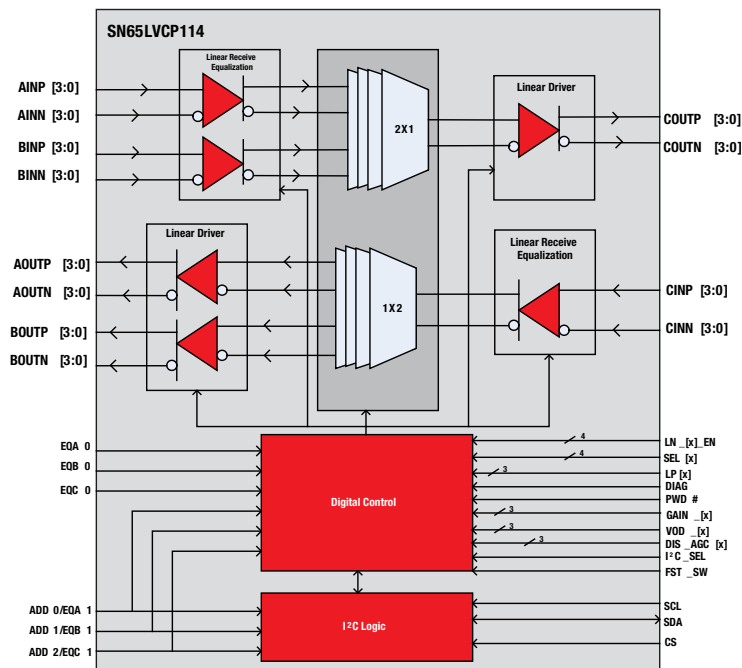 SN65LVCP114
Linear Receive
Equalization
AINP [3:0]
AINN [3:0]
BINP [3:0]
BINN [3:0]
2X1
Linear Driver
COUTP [3:0]
COUTN [3:0]
Linear Driver
AOUTP [3:0]
AOUTN [3:0]
BOUTP [3:0]
BOUTN [3:0]
1X2
Linear Receive
Equalization
CINP [3:0]
CINN [3:0]
EQA 0
EQB 0
EQC 0
Digital Control
4
LN _[x]_EN
4
SEL [x]
3
LP [x]
DIAG
PWD #
3
GAIN _[x]
3
VOD _[x]
3
DIS _AGC [x]
I²C _SEL
FST _SW
ADD 0/EQA 1
ADD 1/EQB 1
ADD 2/EQC 1
I²C Logic
SCL
SDA
CS